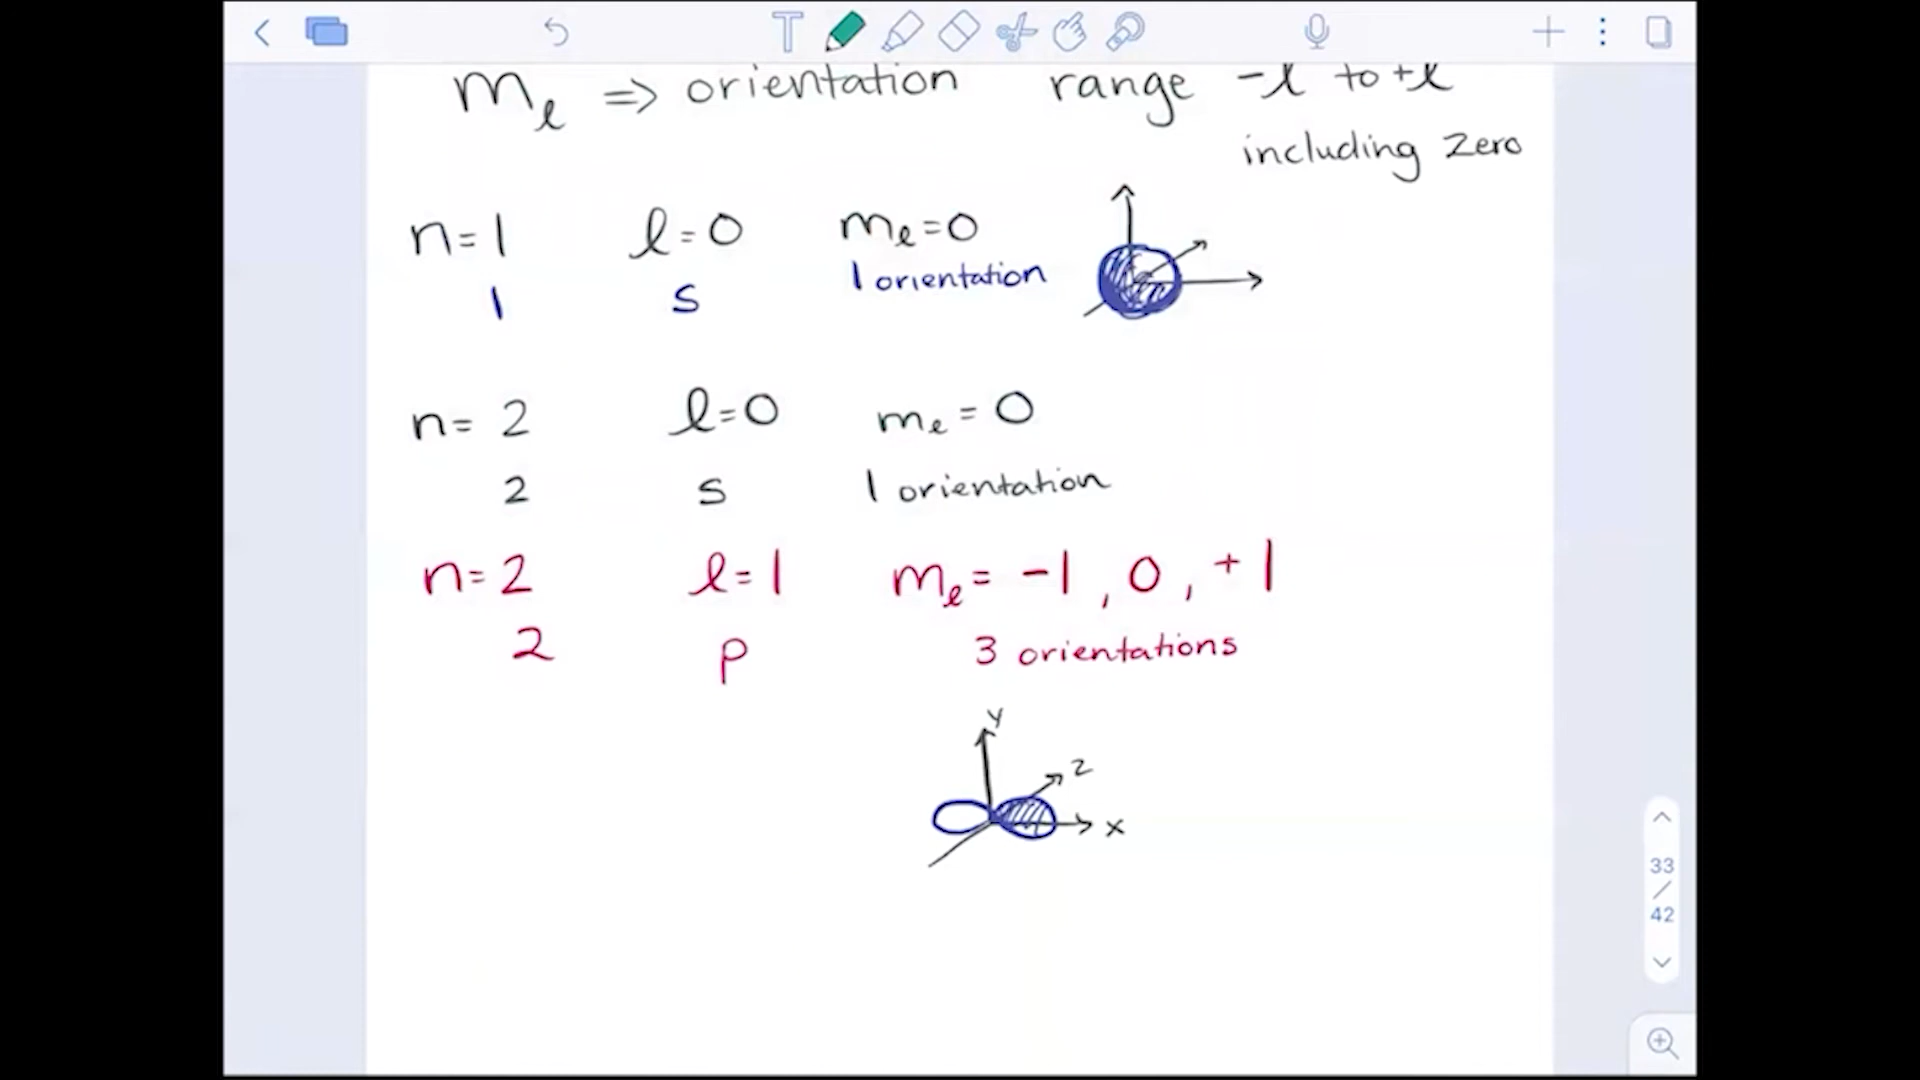 mℓ => orientation range -ℓ to +ℓ
including zero
n=1 ℓ=0 mℓ=0
1 s 1 orientation
n= 2 ℓ=0 mℓ = 0
2 s 1 orientation
n=2 ℓ=1 mℓ= -1, 0, +1
2 p 3 orientations
y
z
x
33
/
42